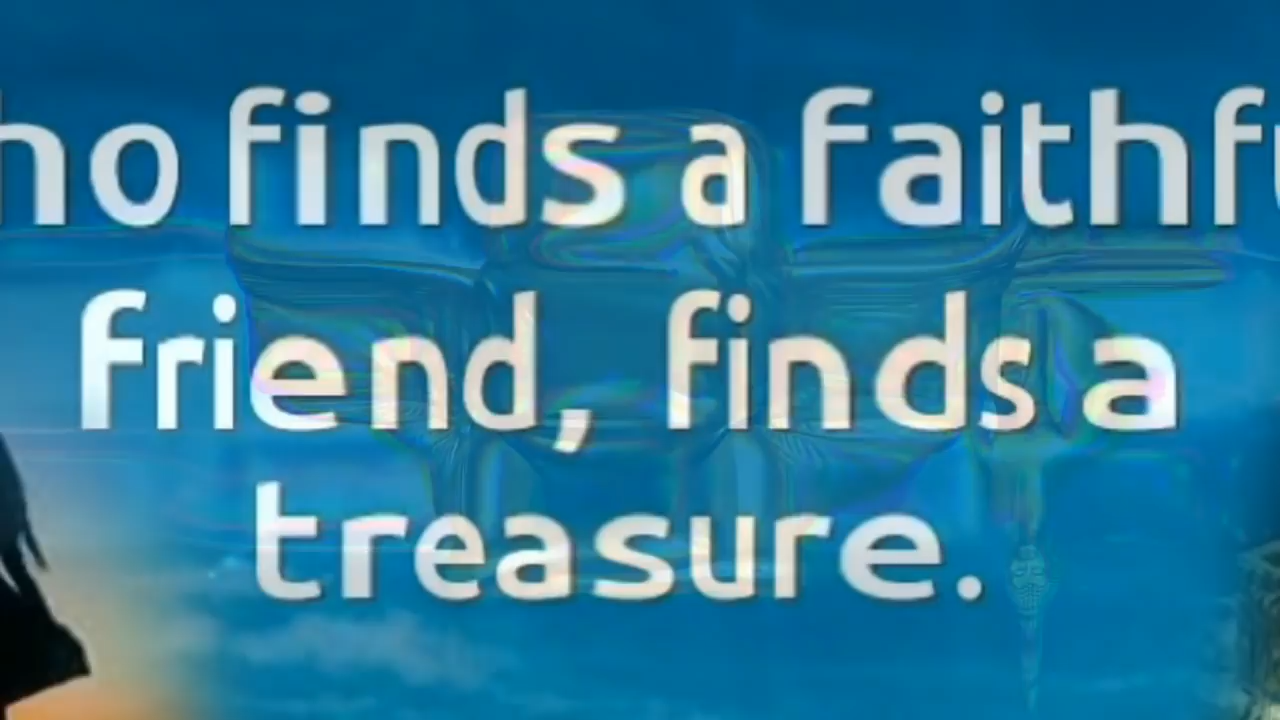 ho finds a faithfu
friend, finds a
treasure.